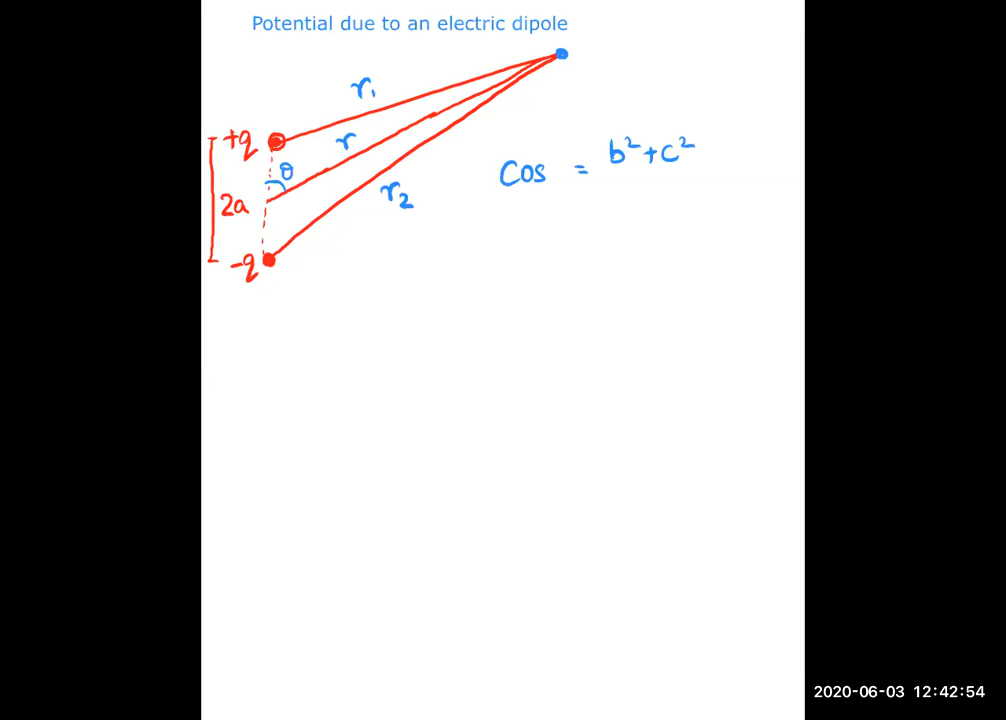 Potential due to an electric dipole
r₁
+q
r
θ
Cos = b²+c²
2a
r₂
-q
2020-06-03 12:42:54